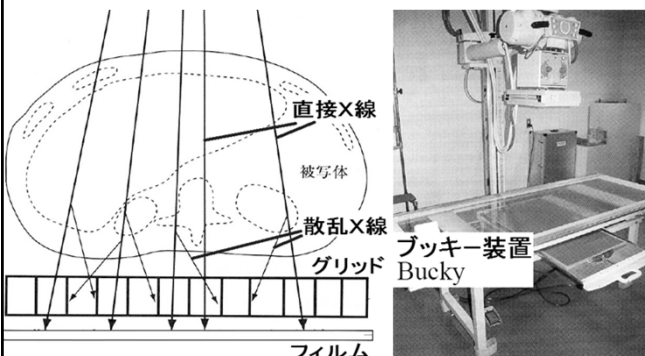 直接X線
被写体
散乱X線
グリッド
フィルム
ブッキー装置
Bucky